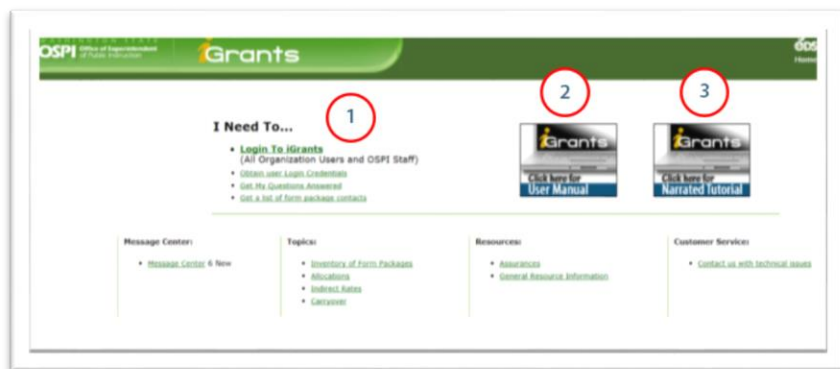 WASHINGTON STATE
OSPI Office of Superintendent
of Public Instruction
iGrants
Home
1
2
3
I Need To...
Login To iGrants
(All Organization Users and OSPI Staff)
Obtain user Login Credentials
Get My Questions Answered
Get a list of form package contacts
iGrants
Click here for
User Manual
iGrants
Click here for
Narrated Tutorial
Message Center:
Message Center 6 New
Topics:
Inventory of Form Packages
Allocations
Indirect Rates
Carryover
Resources:
Assurances
General Resource Information
Customer Service:
Contact us with technical issues